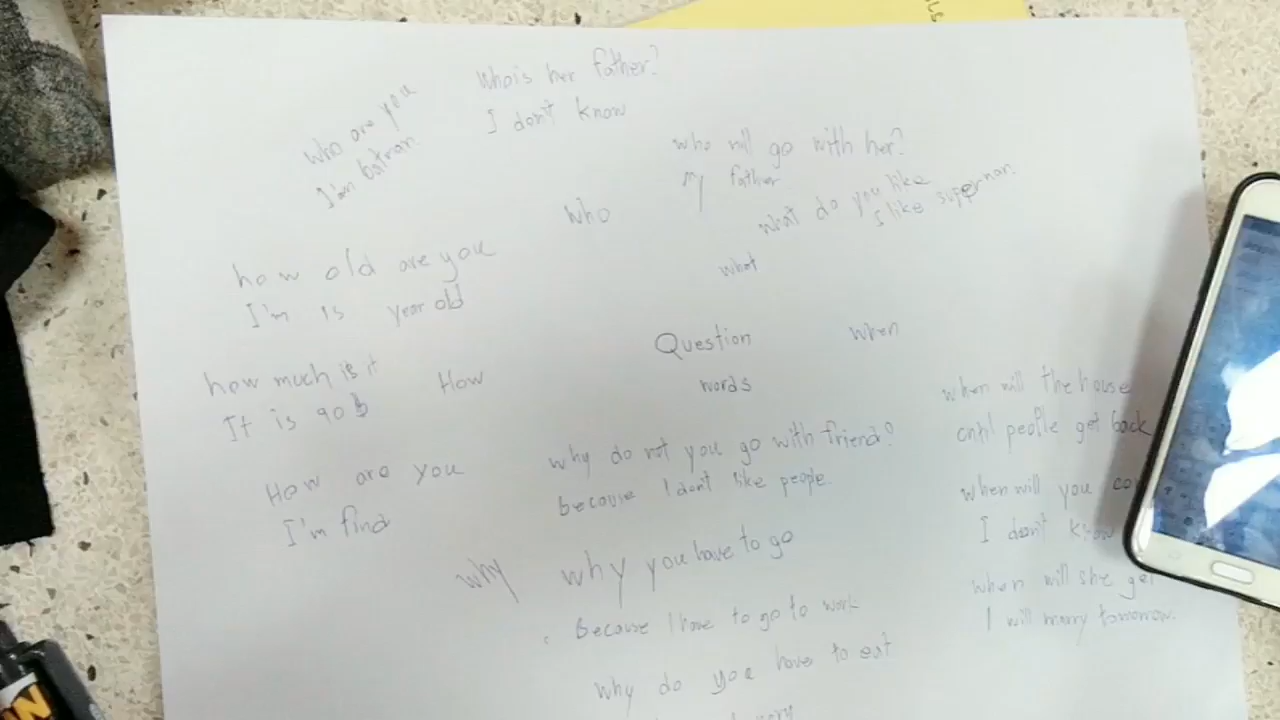 Who is her father?
I don't know
Who are you
I'm batman
who will go with her?
My father
who
what do you like
I like superman
what
how old are you
I'm 15 year old
Question
words
when
how much is it
It is 90฿
How
How are you
I'm find
why do not you go with friend?
because I don't like people
when will the house
until people get back
when will you co
I don't know
when will she get
I will marry tomorrow.
why
why you have to go
Because I have to go to work
why do you have to eat